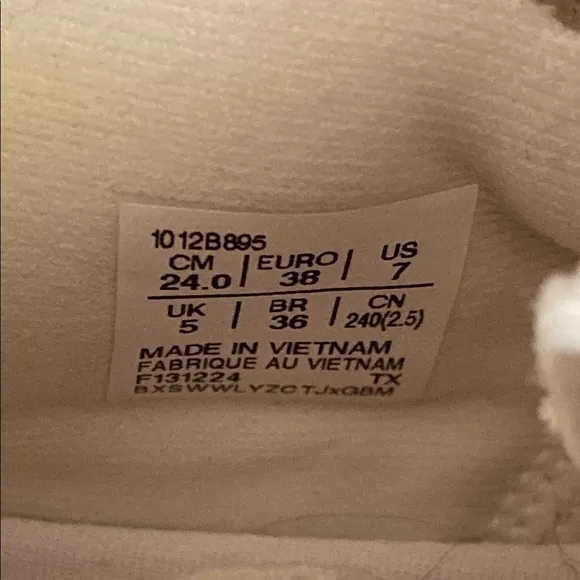 1012B895
CM | EURO | US
24.0 | 38 | 7
UK | BR | CN
5 | 36 | 240(2.5)
MADE IN VIETNAM
FABRIQUE AU VIETNAM
F131224 TX
BXSWWLYZCTJxGBM